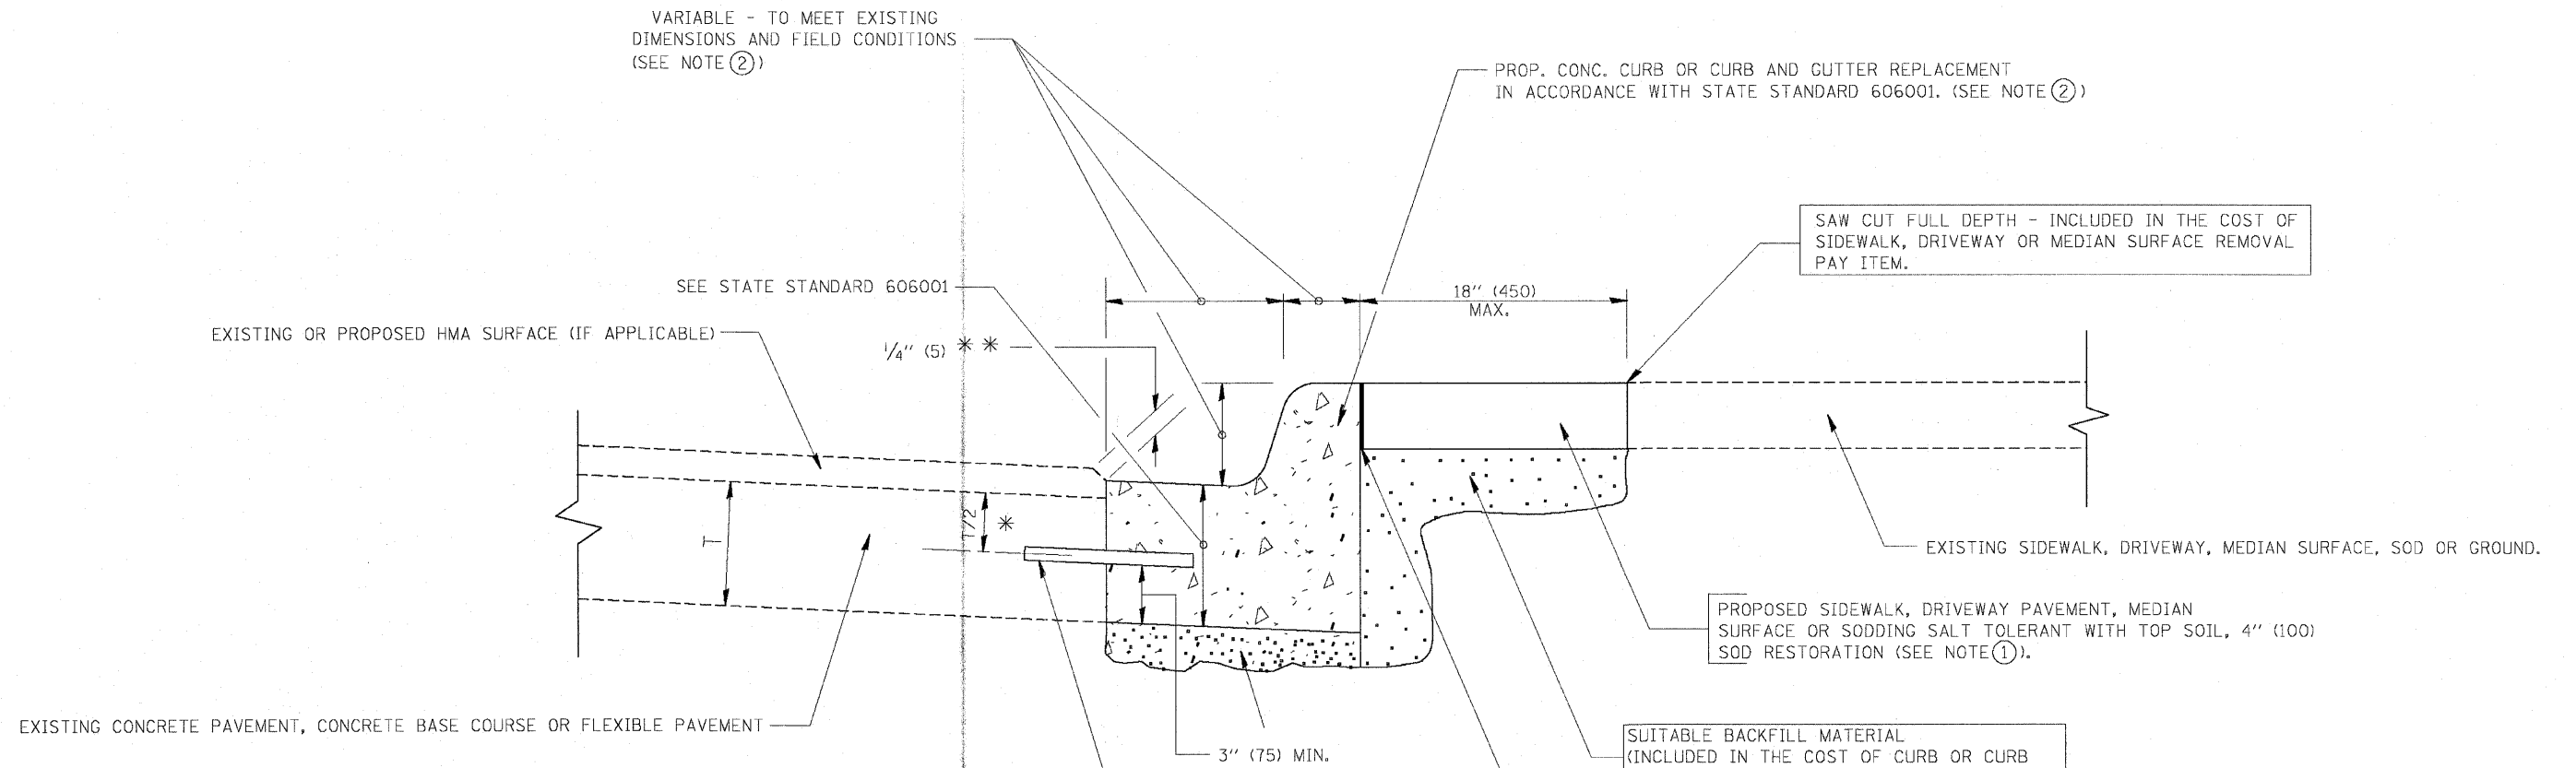 VARIABLE - TO MEET EXISTING
DIMENSIONS AND FIELD CONDITIONS
(SEE NOTE ②)
PROP. CONC. CURB OR CURB AND GUTTER REPLACEMENT
IN ACCORDANCE WITH STATE STANDARD 606001. (SEE NOTE ②)
SAW CUT FULL DEPTH - INCLUDED IN THE COST OF
SIDEWALK, DRIVEWAY OR MEDIAN SURFACE REMOVAL
PAY ITEM.
SEE STATE STANDARD 606001
18" (450)
MAX.
EXISTING OR PROPOSED HMA SURFACE (IF APPLICABLE)
1/4" (5) * *
T
T/2
*
EXISTING SIDEWALK, DRIVEWAY, MEDIAN SURFACE, SOD OR GROUND.
PROPOSED SIDEWALK, DRIVEWAY PAVEMENT, MEDIAN
SURFACE OR SODDING SALT TOLERANT WITH TOP SOIL, 4" (100)
SOD RESTORATION (SEE NOTE ①).
EXISTING CONCRETE PAVEMENT, CONCRETE BASE COURSE OR FLEXIBLE PAVEMENT
3" (75) MIN.
SUITABLE BACKFILL MATERIAL
(INCLUDED IN THE COST OF CURB OR CURB